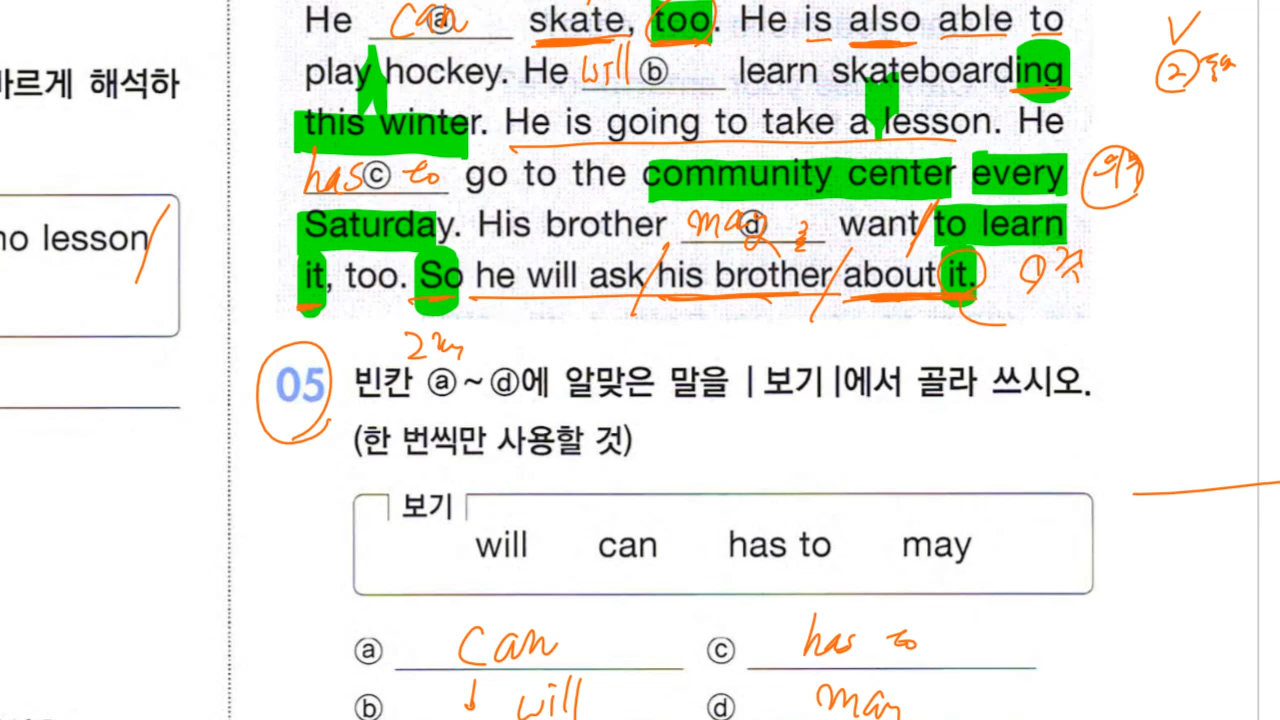 He can ⓐ skate, too. He is also able to
play hockey. He will ⓑ learn skateboarding
this winter. He is going to take a lesson. He
has ⓒ to go to the community center every
Saturday. His brother may ⓓ want to learn
it, too. So he will ask his brother about it.
바르게 해석하
no lesson
05 빈칸 ⓐ ~ ⓓ에 알맞은 말을 | 보기 |에서 골라 쓰시오.
(한 번씩만 사용할 것)
보기
will can has to may
ⓐ can ⓒ has to
ⓑ will ⓓ may